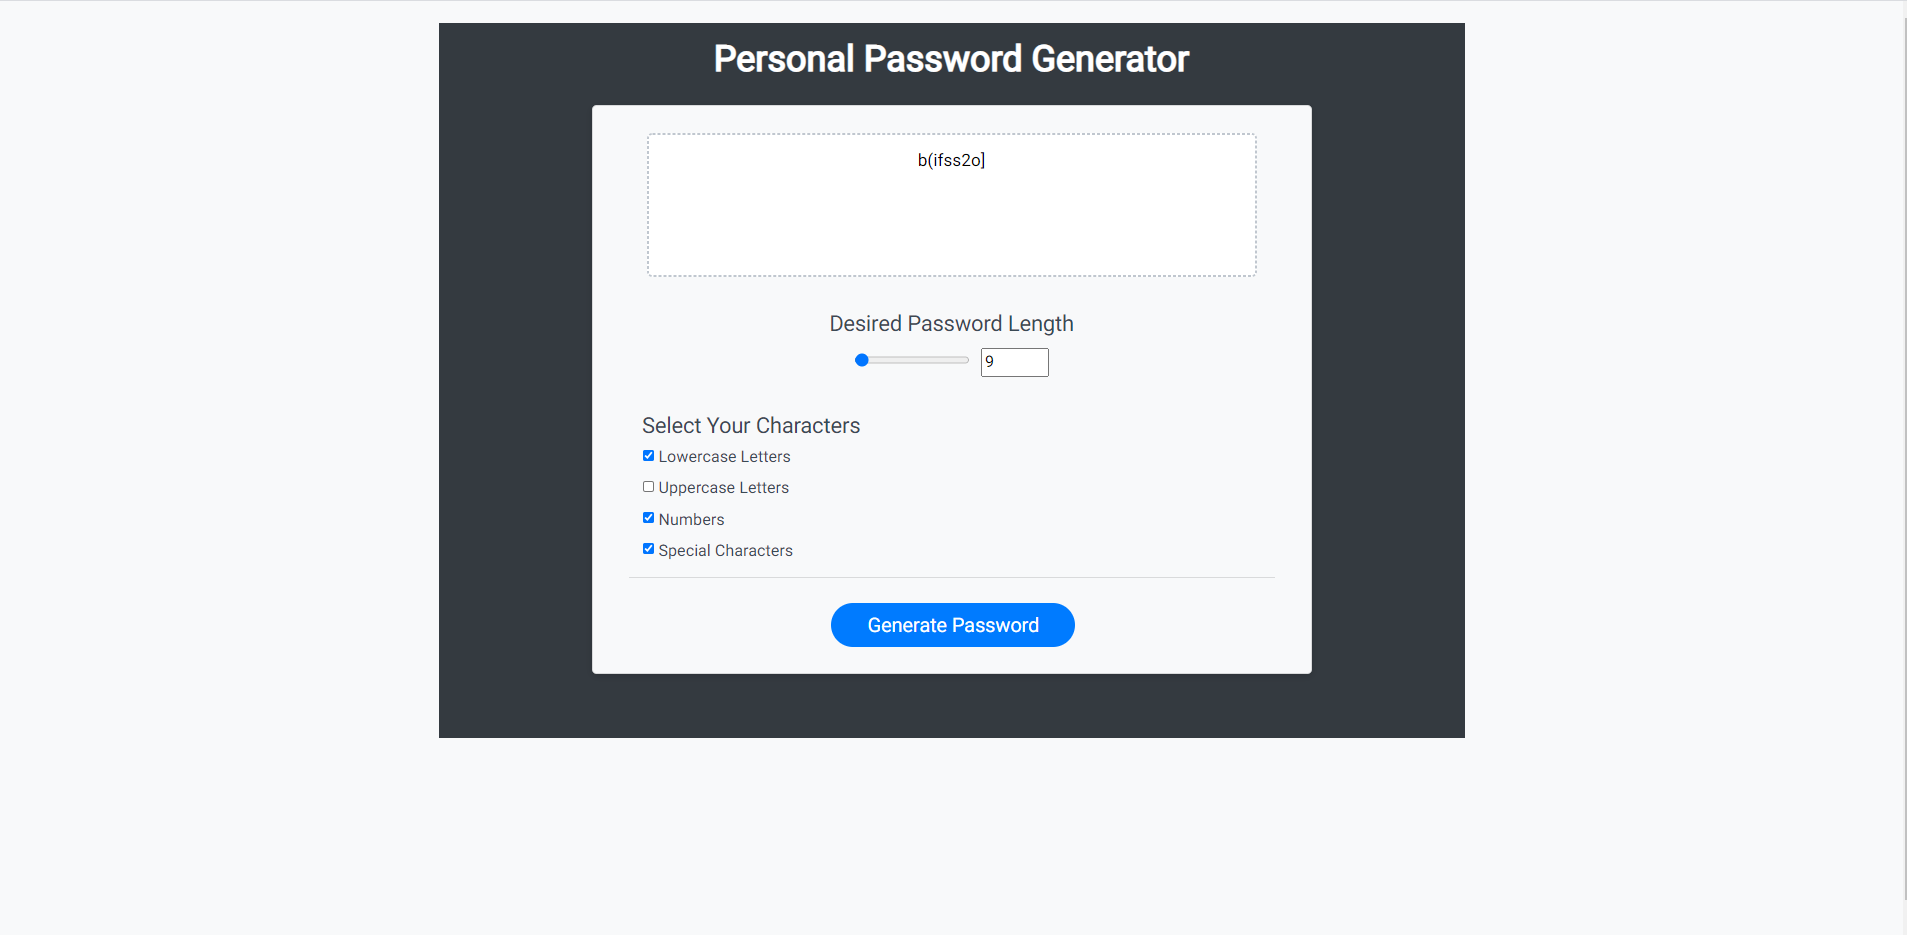 Personal Password Generator
b(ifss2o]
Desired Password Length
9
Select Your Characters
Lowercase Letters
Uppercase Letters
Numbers
Special Characters
Generate Password